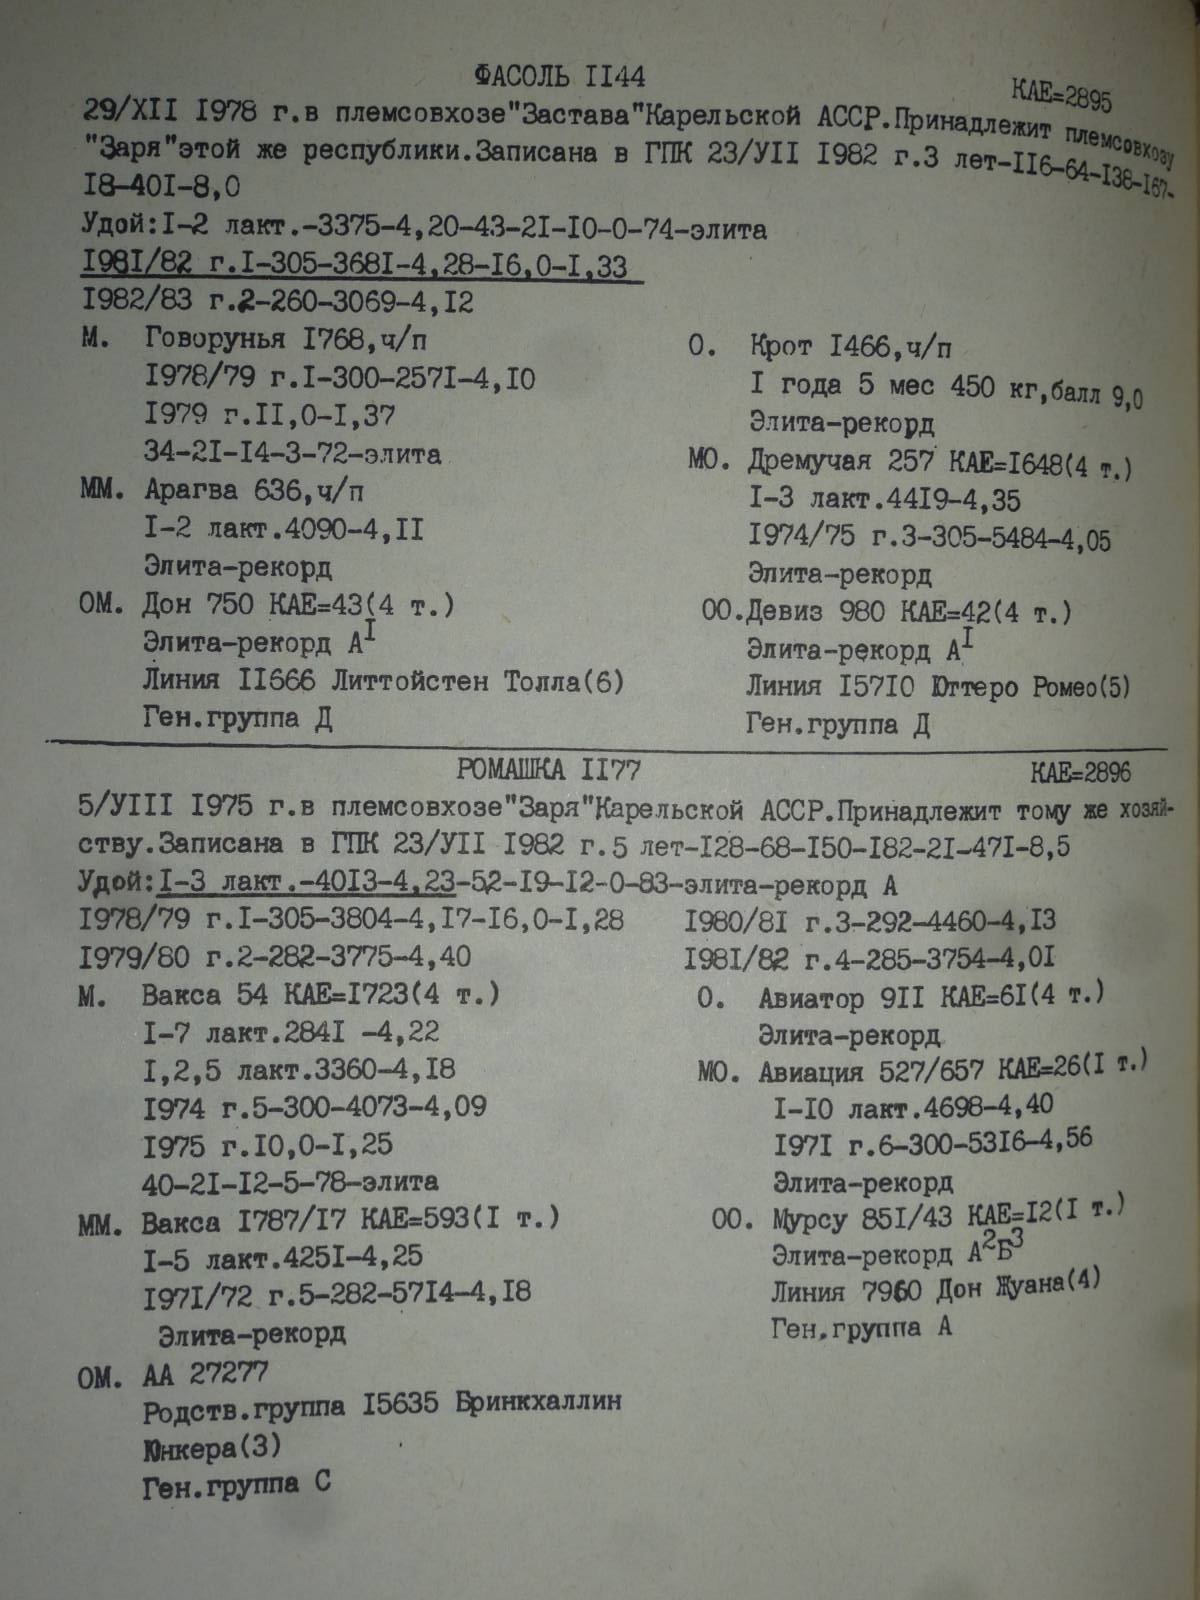 ФАСОЛЬ II44
КАЕ=2895
29/XII I978 г.в племсовхозе"Застава"Карельской АССР.Принадлежит племсовхозу
"Заря"этой же республики.Записана в ГПК 23/УII I982 г.3 лет-II6-64-I38-I67-
I8-40I-8,0
Удой:I-2 лакт.-3375-4,20-43-2I-I0-0-74-элита
I98I/82 г.I-305-368I-4,28-I6,0-I,33
I982/83 г.2-260-3069-4,I2
М. Говорунья I768,ч/п
I978/79 г.I-300-257I-4,I0
I979 г.II,0-I,37
34-2I-I4-3-72-элита
ММ. Арагва 636,ч/п
I-2 лакт.4090-4,II
Элита-рекорд
ОМ. Дон 750 КАЕ=43(4 т.)
Элита-рекорд А^I
Линия II666 Литтойстен Толла(6)
Ген.группа Д
О. Крот I466,ч/п
I года 5 мес 450 кг,балл 9,0
Элита-рекорд
МО. Дремучая 257 КАЕ=I648(4 т.)
I-3 лакт.44I9-4,35
I974/75 г.3-305-5484-4,05
Элита-рекорд
ОО.Девиз 980 КАЕ=42(4 т.)
Элита-рекорд А^I
Линия I57I0 Юттеро Ромео(5)
Ген.группа Д
РОМАШКА II77
КАЕ=2896
5/УIII I975 г.в племсовхозе"Заря"Карельской АССР.Принадлежит тому же хозяй-
ству.Записана в ГПК 23/УII I982 г.5 лет-I28-68-I50-I82-2I-47I-8,5
Удой:I-3 лакт.-40I3-4,23-52-I9-I2-0-83-элита-рекорд А
I978/79 г.I-305-3804-4,I7-I6,0-I,28
I979/80 г.2-282-3775-4,40
I980/8I г.3-292-4460-4,I3
I98I/82 г.4-285-3754-4,0I
М. Вакса 54 КАЕ=I723(4 т.)
I-7 лакт.284I -4,22
I,2,5 лакт.3360-4,I8
I974 г.5-300-4073-4,09
I975 г.I0,0-I,25
40-2I-I2-5-78-элита
ММ. Вакса I787/I7 КАЕ=593(I т.)
I-5 лакт.425I-4,25
I97I/72 г.5-282-57I4-4,I8
Элита-рекорд
ОМ. АА 27277
Родств.группа I5635 Бринкхаллин
Юнкера(3)
Ген.группа С
О. Авиатор 9II КАЕ=6I(4 т.)
Элита-рекорд
МО. Авиация 527/657 КАЕ=26(I т.)
I-I0 лакт.4698-4,40
I97I г.6-300-53I6-4,56
Элита-рекорд
ОО. Мурсу 85I/43 КАЕ=I2(I т.)
Элита-рекорд А^2Б^3
Линия 7960 Дон Жуана(4)
Ген.группа А